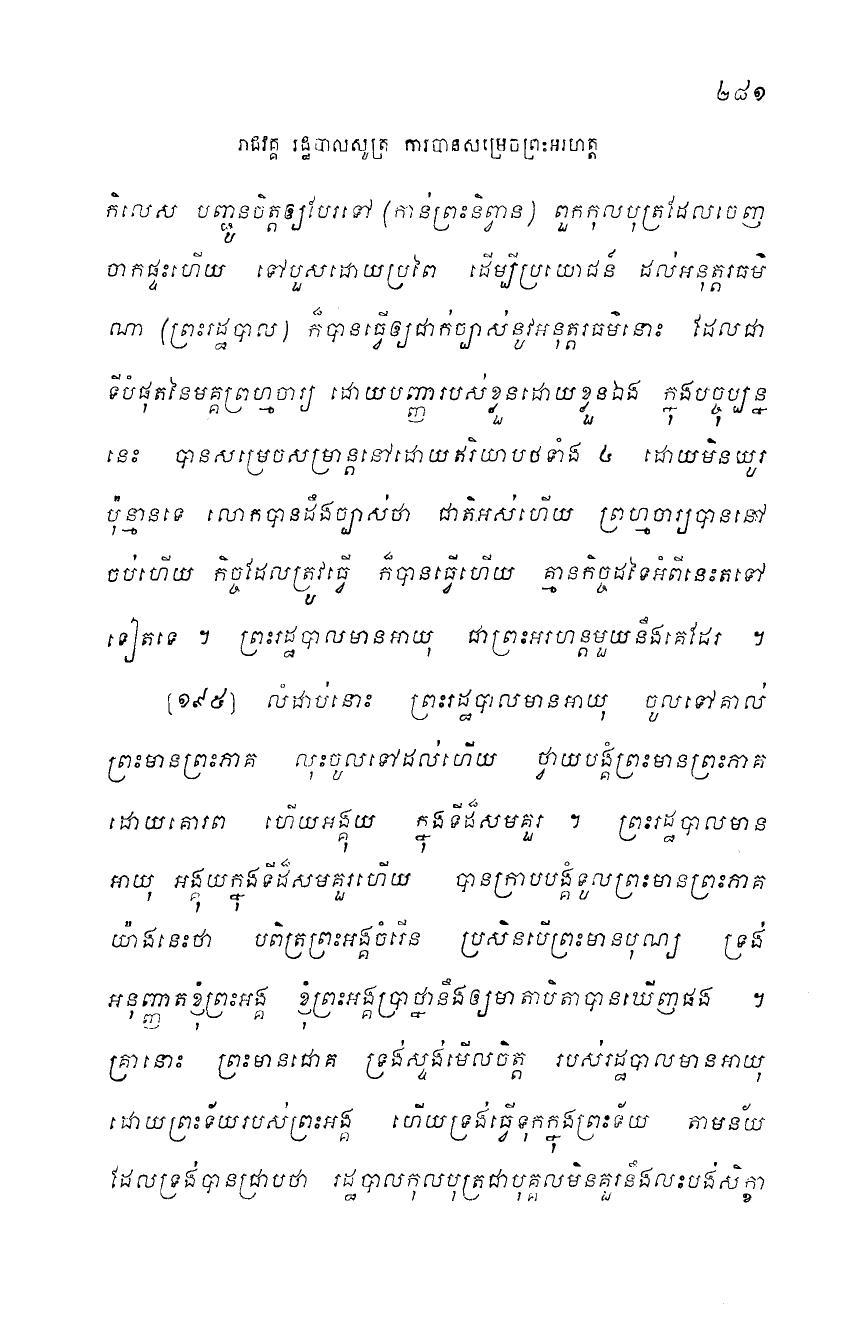 ២៨១
រាជវគ្គ រដ្ឋបាលសូត្រ ការបានសម្រេចព្រះអរហត្ត
កិលេស បញ្ជូនចិត្តឲ្យបែរទៅ (កាន់ព្រះនិព្វាន) ពួកកុលបុត្រដែលចេញ
ចាកផ្ទះហើយ ទៅបួសដោយប្រពៃ ដើម្បីប្រយោជន៍ ដល់អនុត្តរធម៌
ណា (ព្រះរដ្ឋបាល) ក៏បានធ្វើឲ្យជាក់ច្បាស់នូវអនុត្តរធម៌នោះ ដែលជា
ទីបំផុតនៃមគ្គព្រហ្មចារ្យ ដោយបញ្ញារបស់ខ្លួនដោយខ្លួនឯង ក្នុងបច្ចុប្បន្ន
នេះ បានសម្រេចសម្រាន្តនៅដោយឥរិយាបថទាំង ៤ ដោយមិនយូរ
ប៉ុន្មានទេ លោកបានដឹងច្បាស់ថា ជាតិអស់ហើយ ព្រហ្មចារ្យបាននៅ
ចប់ហើយ កិច្ចដែលត្រូវធ្វើ ក៏បានធ្វើហើយ គ្មានកិច្ចដទៃអំពីនេះតទៅ
ទៀតទេ ។ ព្រះរដ្ឋបាលមានអាយុ ជាព្រះអរហន្តមួយនឹងគេដែរ ។
[១៩៥] លំដាប់នោះ ព្រះរដ្ឋបាលមានអាយុ ចូលទៅគាល់
ព្រះមានព្រះភាគ លុះចូលទៅដល់ហើយ ថ្វាយបង្គំព្រះមានព្រះភាគ
ដោយគោរព ហើយអង្គុយ ក្នុងទីដ៏សមគួរ ។ ព្រះរដ្ឋបាលមាន
អាយុ អង្គុយក្នុងទីដ៏សមគួរហើយ បានក្រាបបង្គំទូលព្រះមានព្រះភាគ
យ៉ាងនេះថា បពិត្រព្រះអង្គចំរើន ប្រសិនបើព្រះមានបុណ្យ ទ្រង់
អនុញ្ញាតខ្ញុំព្រះអង្គ ខ្ញុំព្រះអង្គប្រាថ្នានឹងឲ្យមាតាបិតាបានឃើញផង ។
គ្រានោះ ព្រះមានជោគ ទ្រង់ស្ទង់មើលចិត្ត របស់រដ្ឋបាលមានអាយុ
ដោយព្រះទ័យរបស់ព្រះអង្គ ហើយទ្រង់ធ្វើទុកក្នុងព្រះទ័យ តាមន័យ
ដែលទ្រង់បានជ្រាបថា រដ្ឋបាលកុលបុត្រជាបុគ្គលមិនគួរនឹងលះបង់សិក្ខា